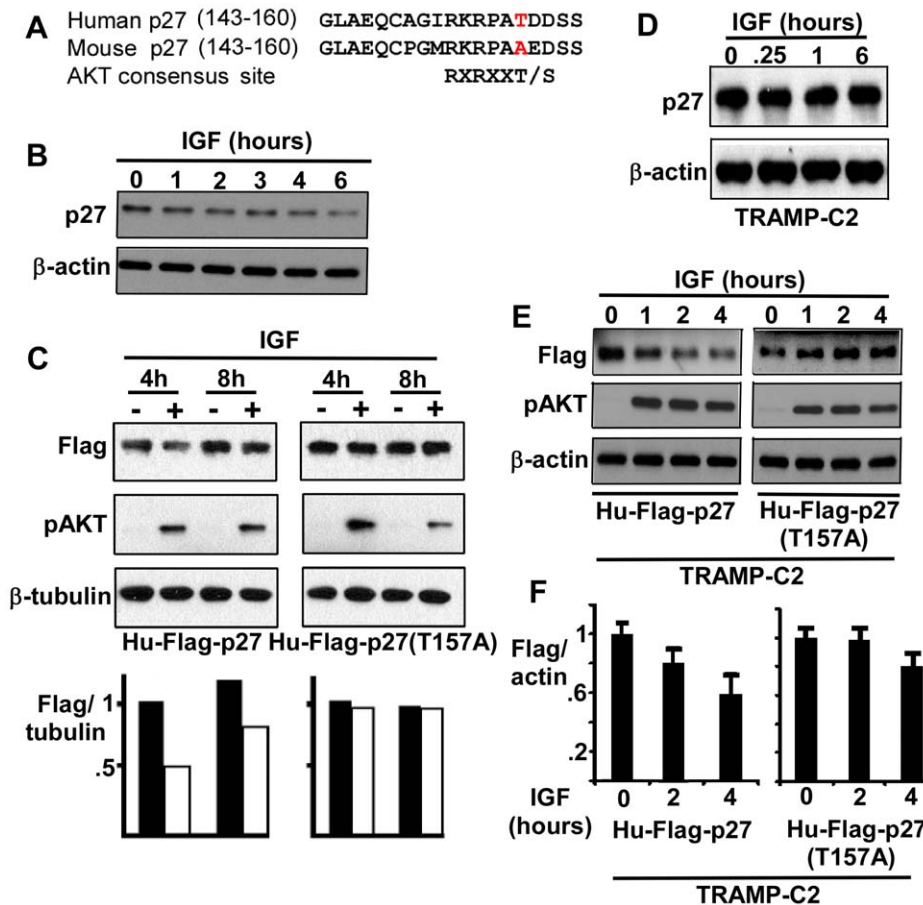 A
Human p27 (143-160) GLAEQCAGIRKRPATDDSS
Mouse p27 (143-160) GLAEQCPGMRKRPAAEDSS
AKT consensus site RXRXXT/S
B
IGF (hours)
0 1 2 3 4 6
p27
β-actin
C
IGF
4h 8h 4h 8h
- + - + - + - +
Flag
pAKT
β-tubulin
Hu-Flag-p27 Hu-Flag-p27(T157A)
Flag/
tubulin
1
.5
D
IGF (hours)
0 .25 1 6
p27
β-actin
TRAMP-C2
E
IGF (hours)
0 1 2 4 0 1 2 4
Flag
pAKT
β-actin
Hu-Flag-p27 Hu-Flag-p27
(T157A)
TRAMP-C2
F
Flag/
actin
1
.6
.2
IGF
(hours)
0 2 4 0 2 4
Hu-Flag-p27 Hu-Flag-p27
(T157A)
TRAMP-C2